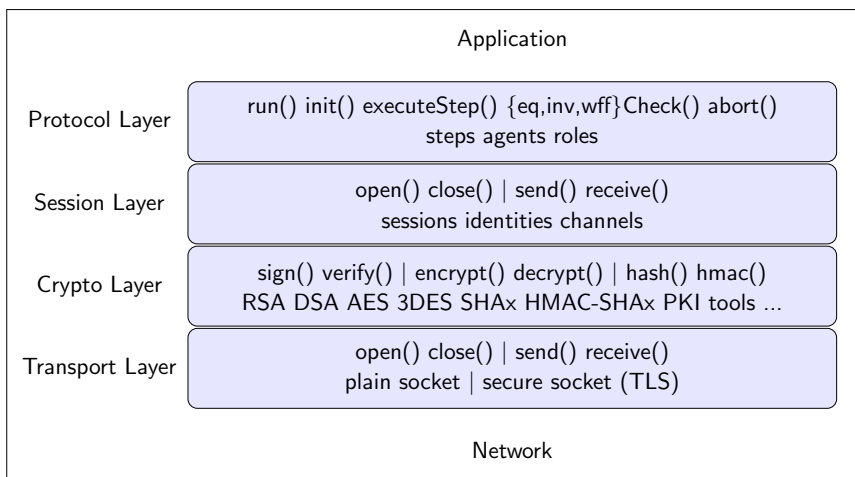 Application
Protocol Layer
run() init() executeStep() {eq,inv,wff}Check() abort()
steps agents roles
Session Layer
open() close() | send() receive()
sessions identities channels
Crypto Layer
sign() verify() | encrypt() decrypt() | hash() hmac()
RSA DSA AES 3DES SHAx HMAC-SHAx PKI tools ...
Transport Layer
open() close() | send() receive()
plain socket | secure socket (TLS)
Network